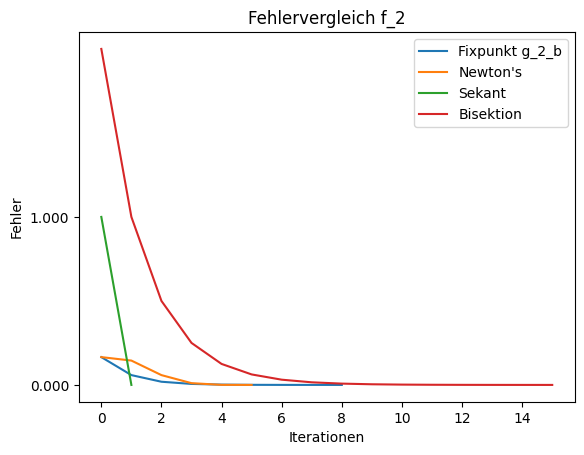 Fehlervergleich f_2
Fixpunkt g_2_b
Newton's
Sekant
Bisektion
Fehler
1.000
0.000
0 2 4 6 8 10 12 14
Iterationen